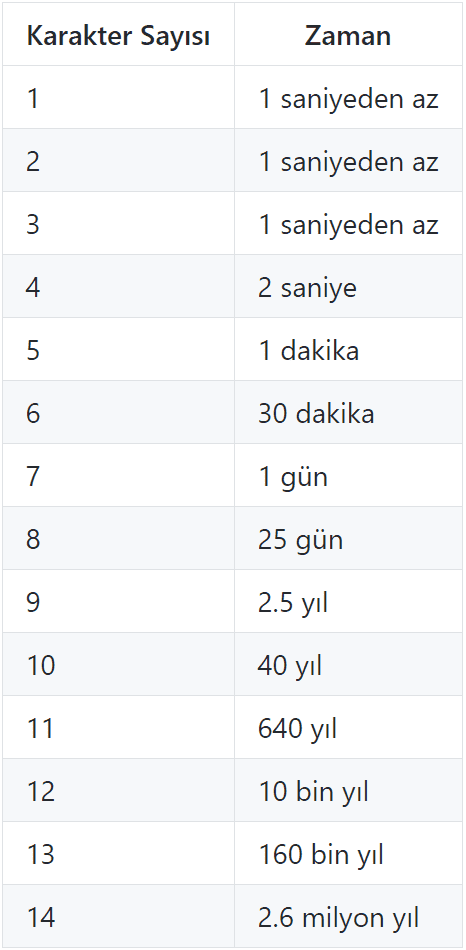 Karakter Sayısı Zaman
1 1 saniyeden az
2 1 saniyeden az
3 1 saniyeden az
4 2 saniye
5 1 dakika
6 30 dakika
7 1 gün
8 25 gün
9 2.5 yıl
10 40 yıl
11 640 yıl
12 10 bin yıl
13 160 bin yıl
14 2.6 milyon yıl